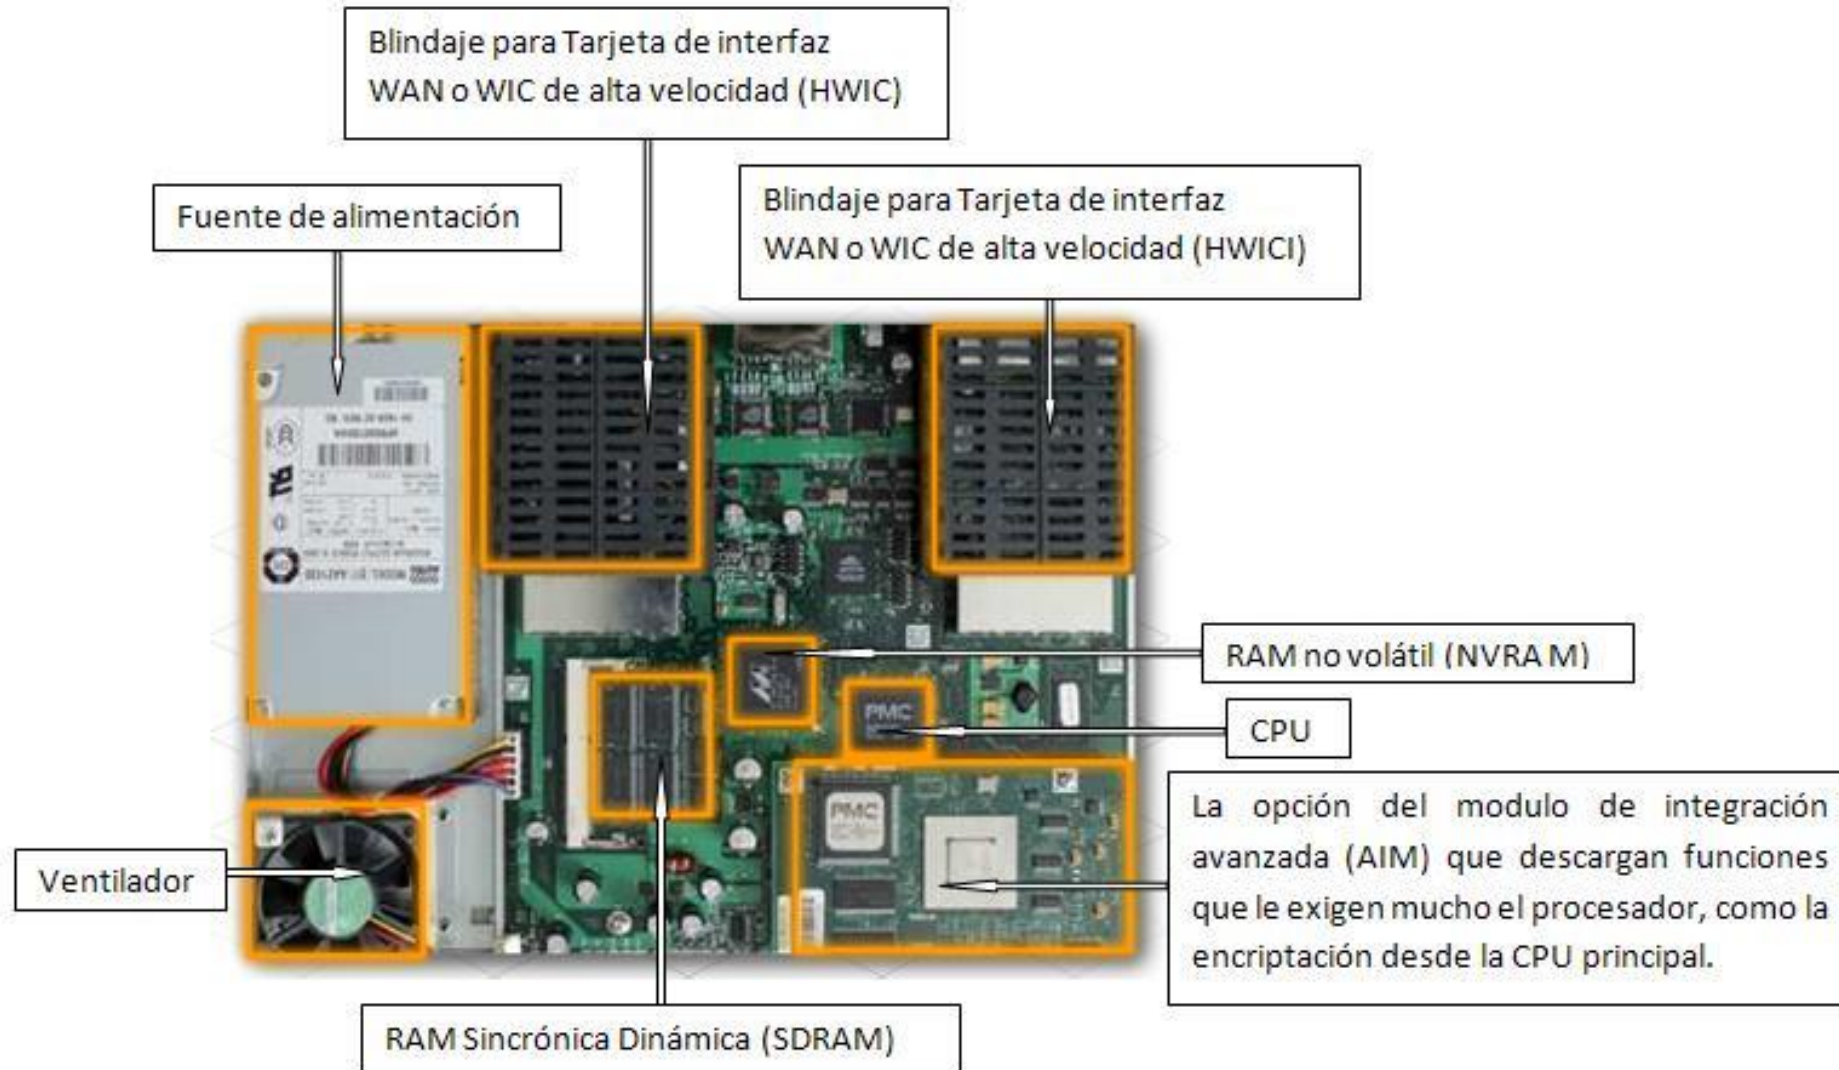 Blindaje para Tarjeta de interfaz
WAN o WIC de alta velocidad (HWIC)
Blindaje para Tarjeta de interfaz
WAN o WIC de alta velocidad (HWICI)
Fuente de alimentación
RAM no volátil (NVRA M)
PMC
CPU
PMC
La opción del modulo de integración
avanzada (AIM) que descargan funciones
que le exigen mucho el procesador, como la
encriptación desde la CPU principal.
Ventilador
RAM Sincrónica Dinámica (SDRAM)